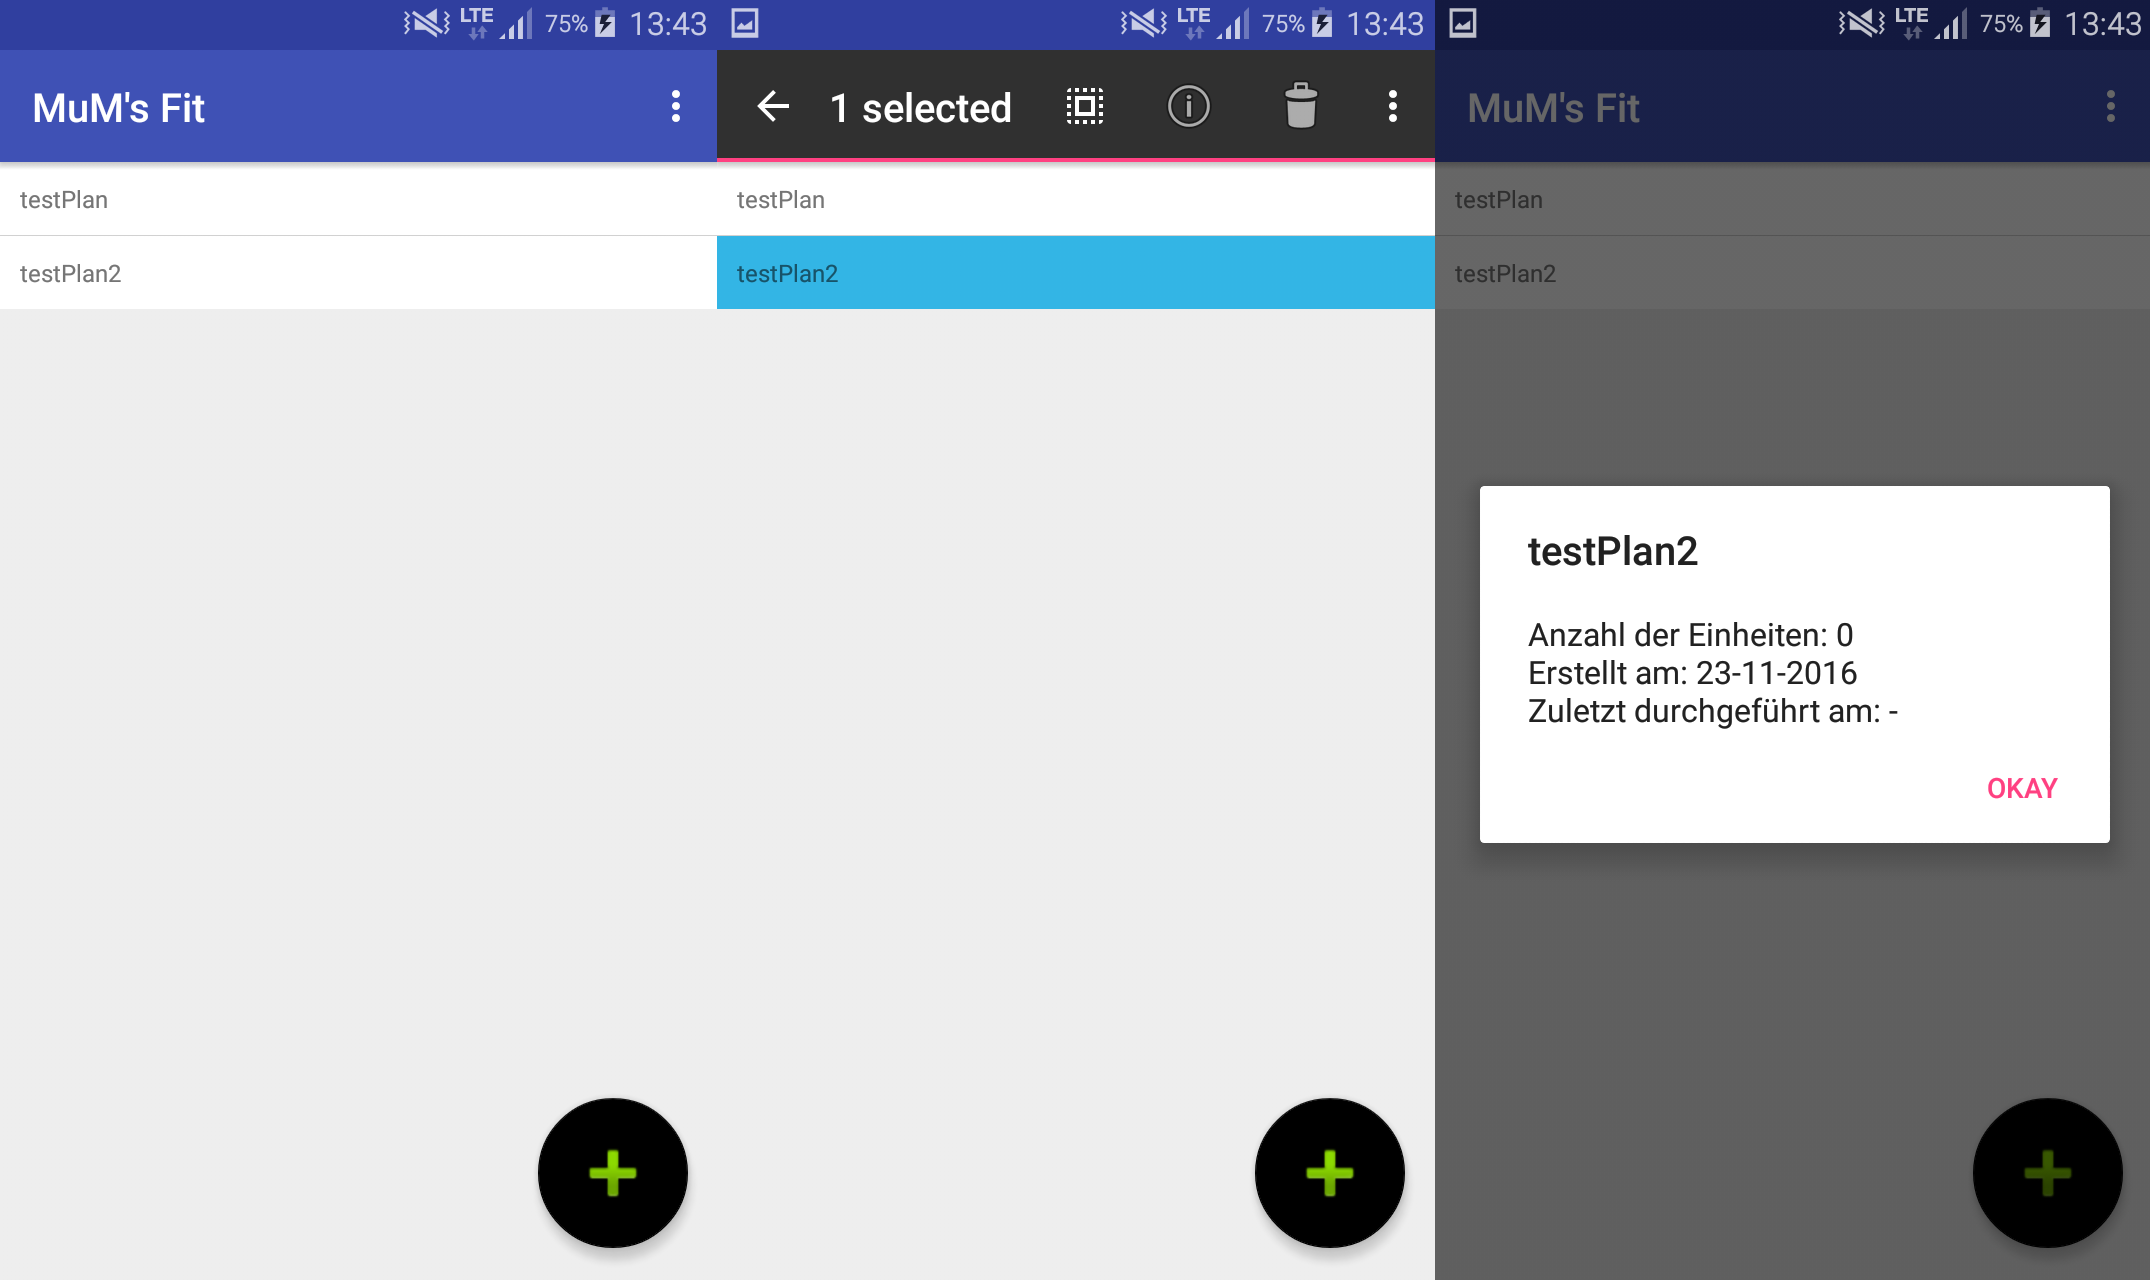 LTE 75% 13:43
MuM's Fit
testPlan
testPlan2
LTE 75% 13:43
1 selected
testPlan
testPlan2
LTE 75% 13:43
MuM's Fit
testPlan
testPlan2
testPlan2
Anzahl der Einheiten: 0
Erstellt am: 23-11-2016
Zuletzt durchgeführt am: -
OKAY